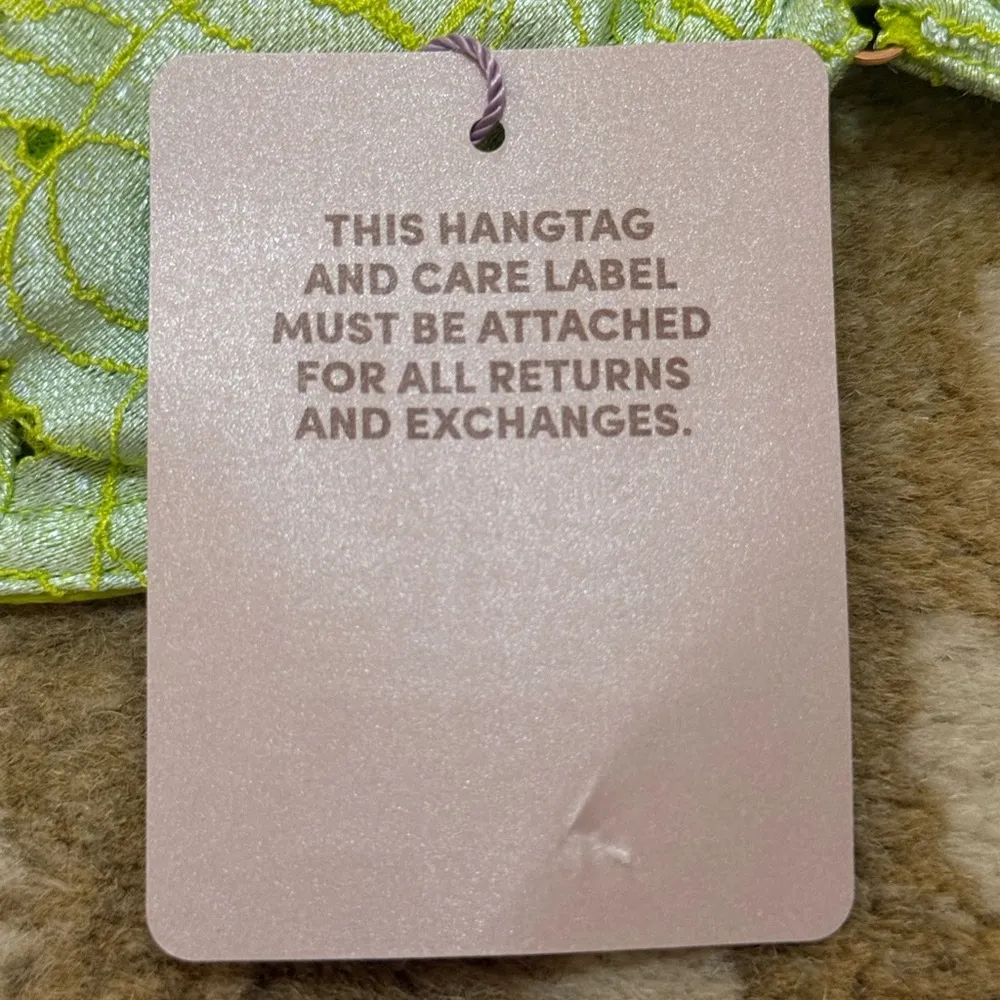 THIS HANGTAG
AND CARE LABEL
MUST BE ATTACHED
FOR ALL RETURNS
AND EXCHANGES.